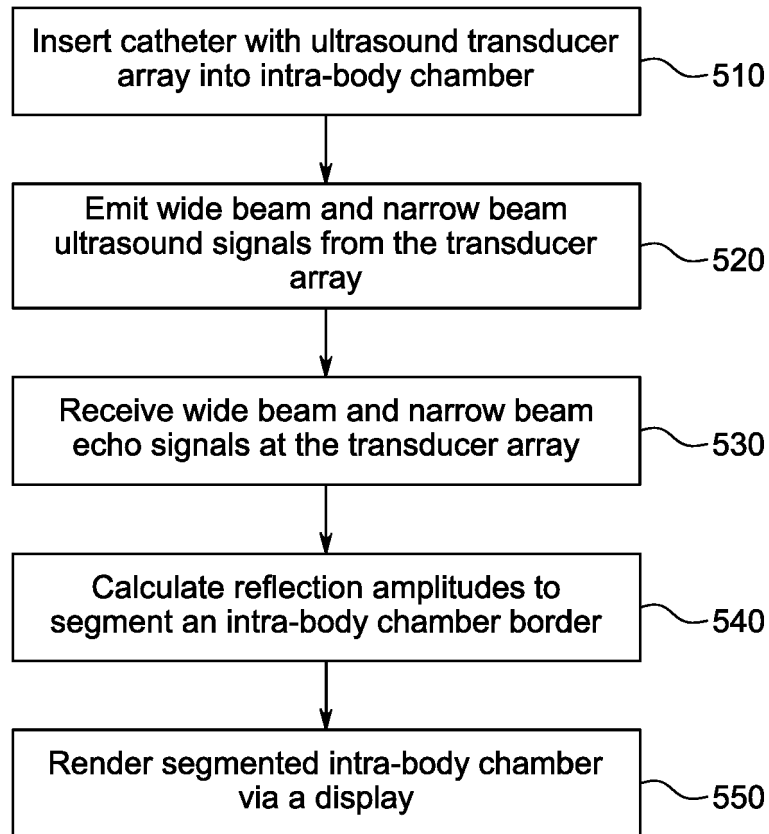 Insert catheter with ultrasound transducer
array into intra-body chamber
510
Emit wide beam and narrow beam
ultrasound signals from the transducer
array
520
Receive wide beam and narrow beam
echo signals at the transducer array
530
Calculate reflection amplitudes to
segment an intra-body chamber border
540
Render segmented intra-body chamber
via a display
550